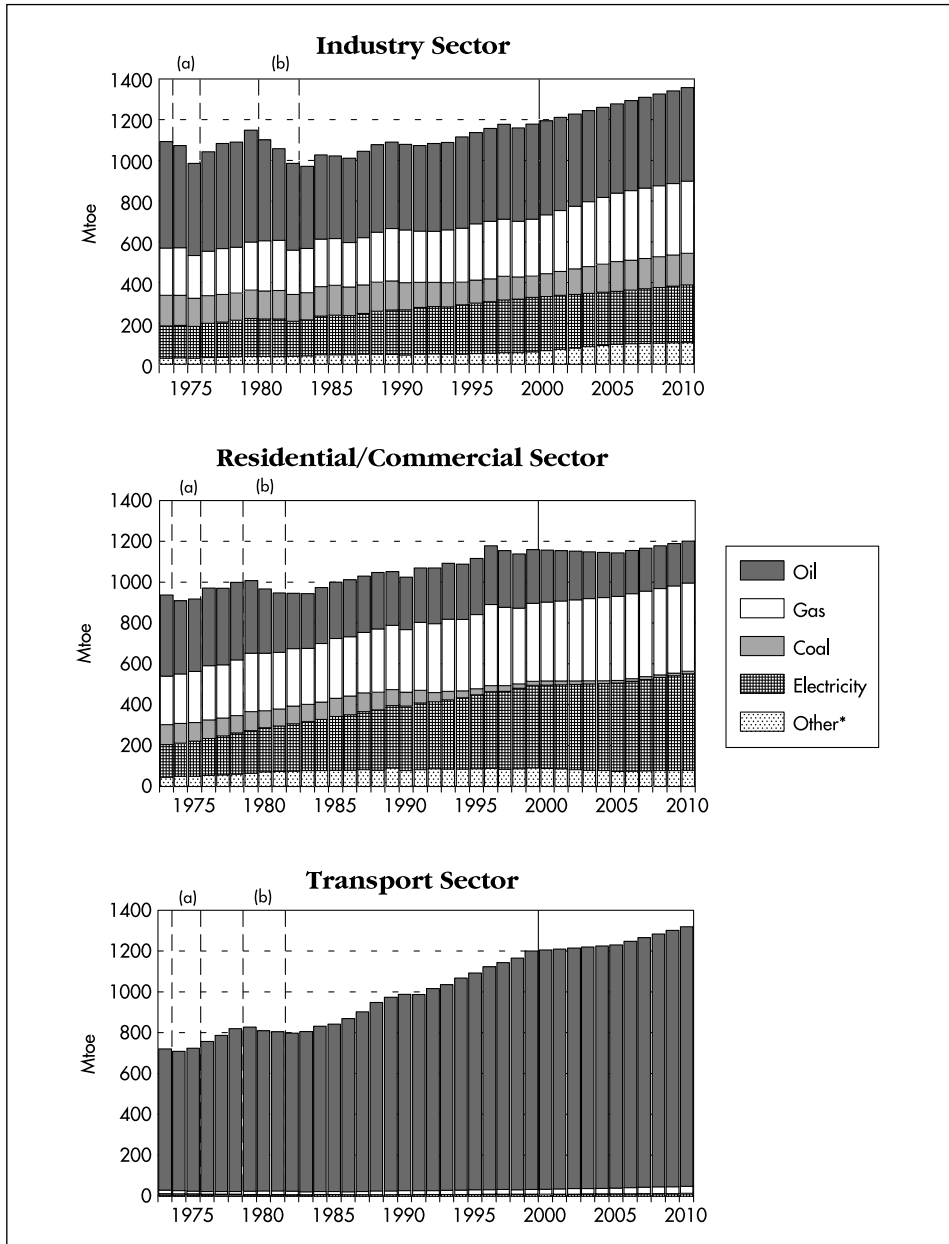 Industry Sector
(a) (b)
1400
1200
1000
800
600
400
200
0
Mtoe
1975 1980 1985 1990 1995 2000 2005 2010
Residential/Commercial Sector
(a) (b)
1400
1200
1000
800
600
400
200
0
Mtoe
1975 1980 1985 1990 1995 2000 2005 2010
Oil
Gas
Coal
Electricity
Other*
Transport Sector
(a) (b)
1400
1200
1000
800
600
400
200
0
Mtoe
1975 1980 1985 1990 1995 2000 2005 2010